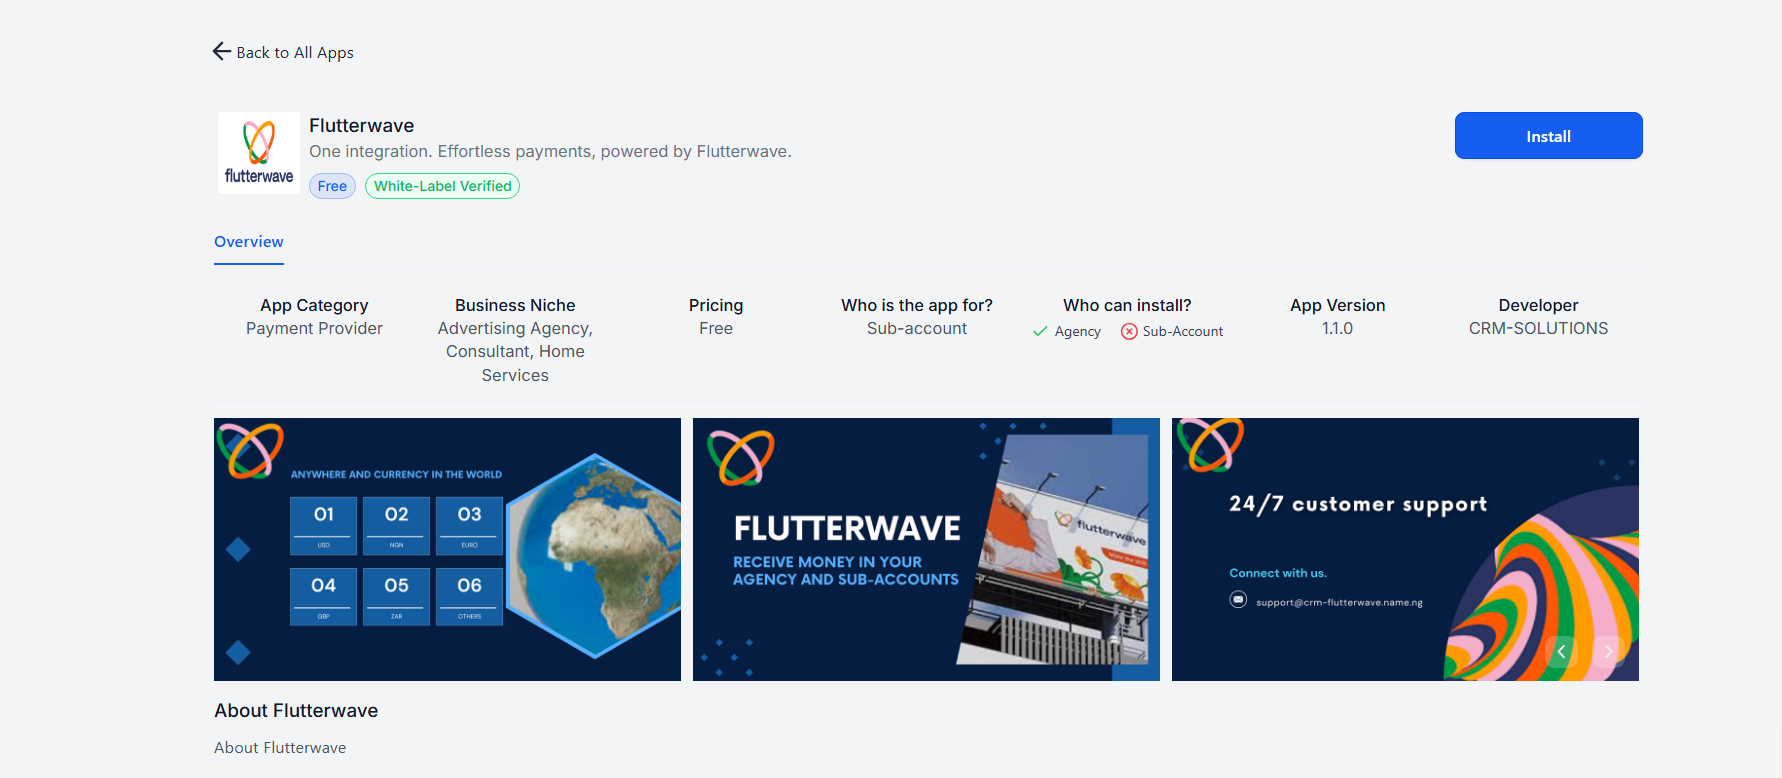 Back to All Apps
flutterwave
Flutterwave
One integration. Effortless payments, powered by Flutterwave.
Free
White-Label Verified
Install
Overview
App Category
Payment Provider
Business Niche
Advertising Agency,
Consultant, Home
Services
Pricing
Free
Who is the app for?
Sub-account
Who can install?
Agency
Sub-Account
App Version
1.1.0
Developer
CRM-SOLUTIONS
ANYWHERE AND CURRENCY IN THE WORLD
01
USD
02
NGN
03
EURO
04
GBP
05
ZAR
06
OTHERS
FLUTTERWAVE
RECEIVE MONEY IN YOUR
AGENCY AND SUB-ACCOUNTS
flutterwave
24/7 customer support
Connect with us.
support@crm-flutterwave.name.ng
About Flutterwave
About Flutterwave